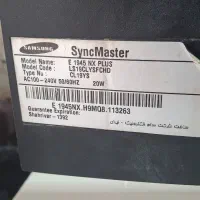 SAMSUNG SyncMaster
Model Name: E 1945 NX PLUS
Model Code: LS19CLYSFCHD
Type No : CL19YS
AC100-240V 50/60HZ 20W
E 1945NX.H9MQ8.113263
Guarantee Expiration:
Shahrivar - 1392